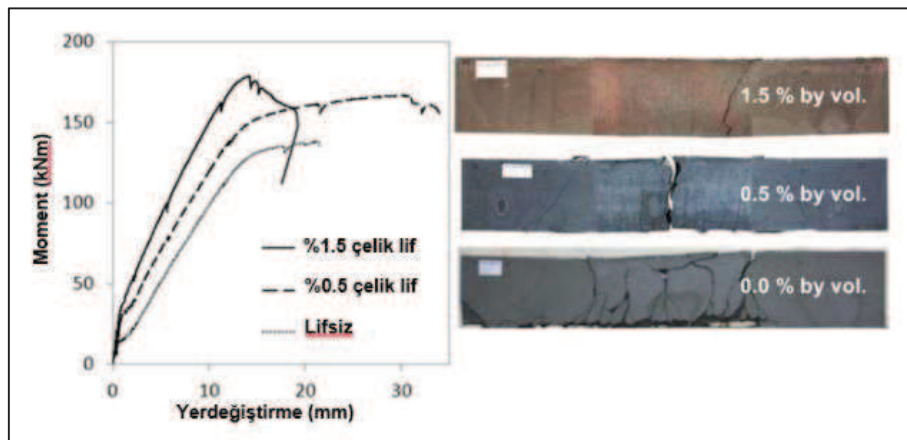 200
150
100
50
0
Moment (kNm)
%1.5 çelik lif
%0.5 çelik lif
Lifsiz
0
10
20
30
Yerdeğiştirme (mm)
1.5 % by vol.
0.5 % by vol.
0.0 % by vol.